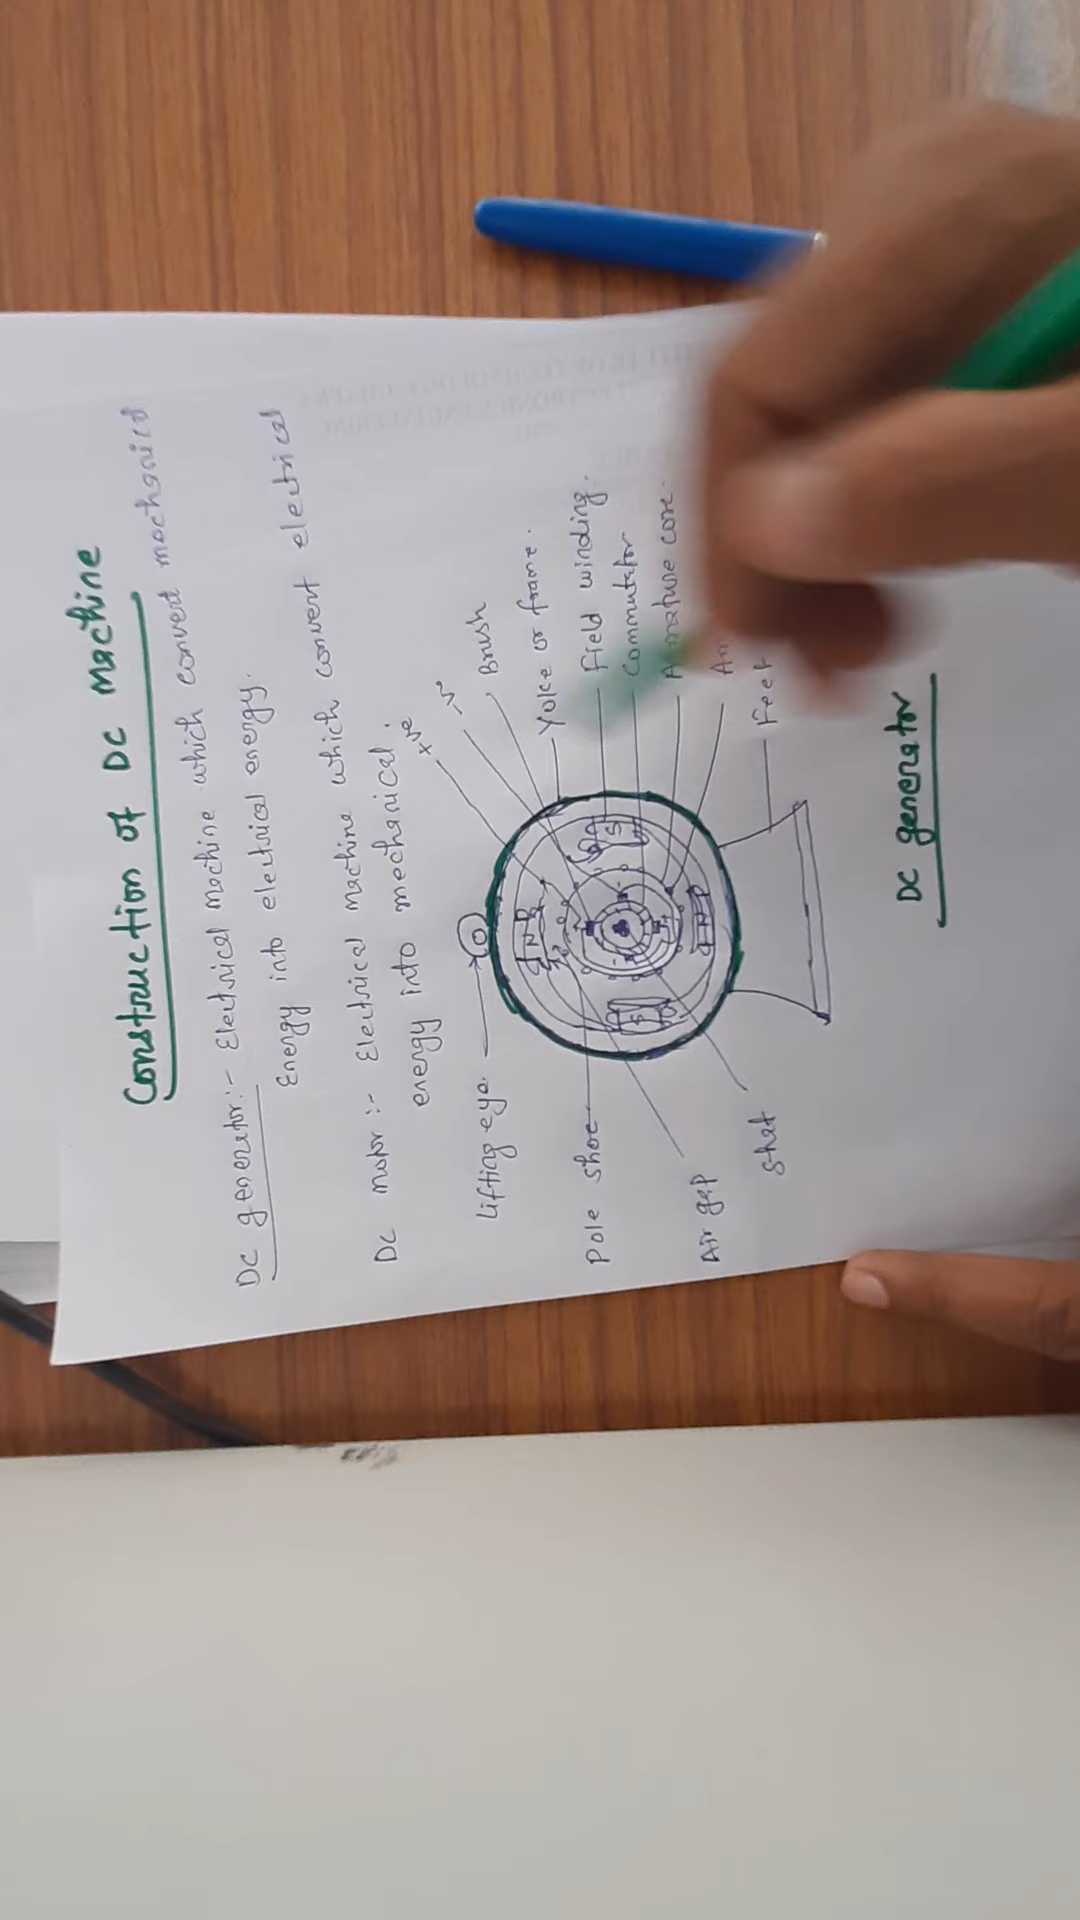 Construction of DC machine
DC generator:- Electrical machine which convert mechanical
Energy into electrical energy.
DC motor :- Electrical machine which convert electrical
energy into mechanical.
+ve
-ve
Lifting eye
Brush
Yoke or frame.
Pole shoe
Field winding.
Commutator
Air gap
Armature core.
Shaft
Feet
N
S
S
N
DC generator